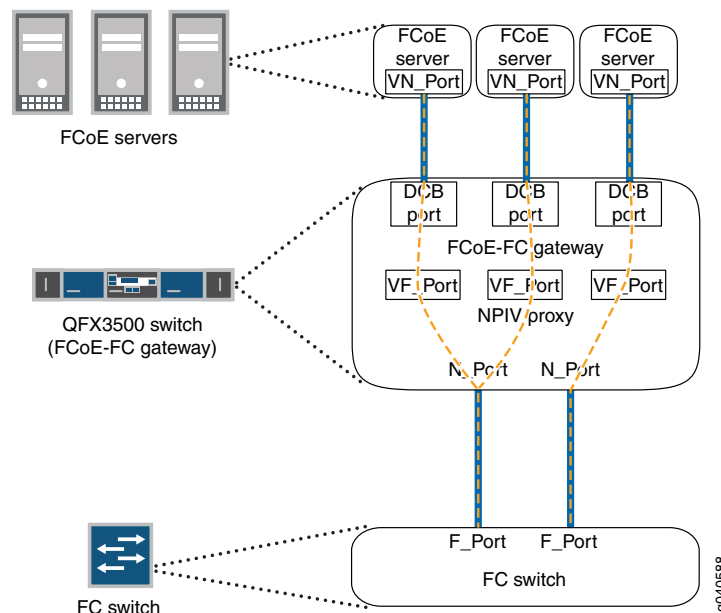 FCoE
server
VN_Port
FCoE
server
VN_Port
FCoE
server
VN_Port
FCoE servers
DCB
port
DCB
port
DCB
port
FCoE-FC gateway
VF_Port
VF_Port
VF_Port
NPIV proxy
QFX3500 switch
(FCoE-FC gateway)
N_Port
N_Port
F_Port
F_Port
FC switch
FC switch
g040588